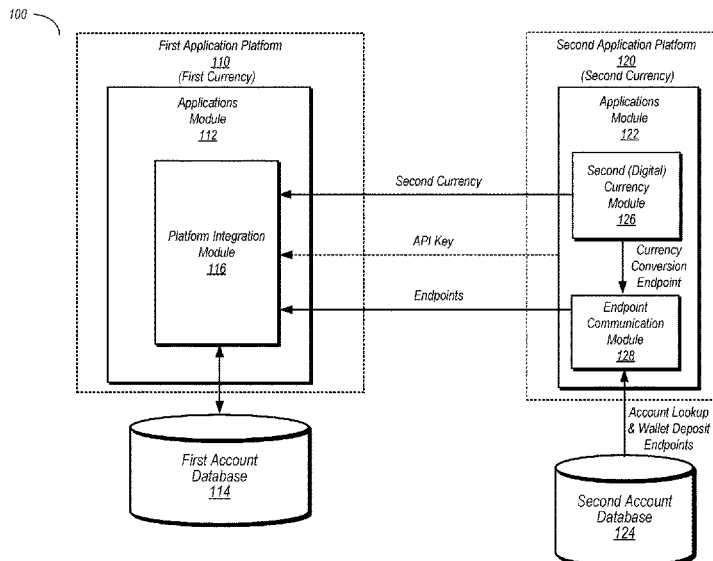 100
First Application Platform
110
(First Currency)
Applications
Module
112
Platform Integration
Module
116
First Account
Database
114
Second Currency
API Key
Endpoints
Second Application Platform
120
(Second Currency)
Applications
Module
122
Second (Digital)
Currency
Module
126
Currency
Conversion
Endpoint
Endpoint
Communication
Module
128
Account Lookup
& Wallet Deposit
Endpoints
Second Account
Database
124